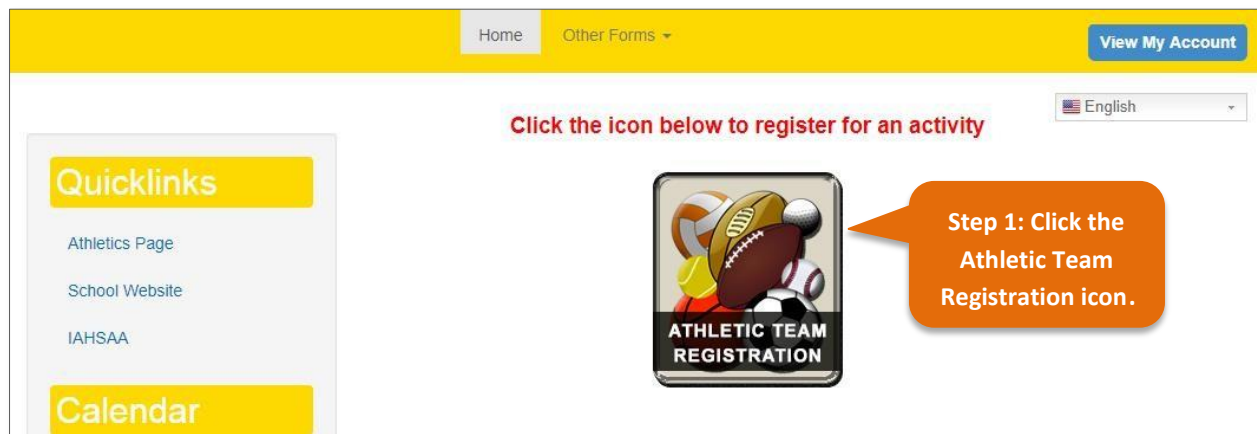 Home
Other Forms
View My Account
English
Click the icon below to register for an activity
Quicklinks
Athletics Page
School Website
IAHSAA
Calendar
ATHLETIC TEAM
REGISTRATION
Step 1: Click the
Athletic Team
Registration icon.